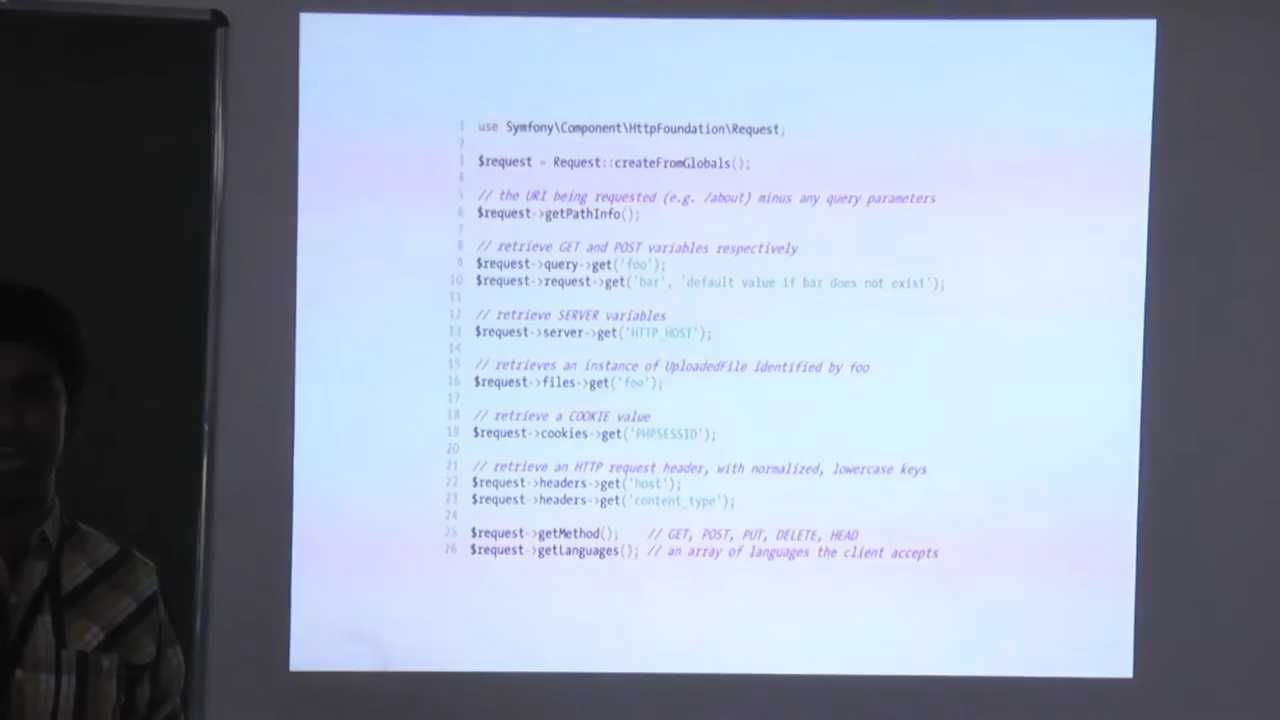 1 use Symfony\Component\HttpFoundation\Request;
2
3 $request = Request::createFromGlobals();
4
5 // the URI being requested (e.g. /about) minus any query parameters
6 $request->getPathInfo();
7
8 // retrieve GET and POST variables respectively
9 $request->query->get('foo');
10 $request->request->get('bar', 'default value if bar does not exist');
11
12 // retrieve SERVER variables
13 $request->server->get('HTTP_HOST');
14
15 // retrieves an instance of UploadedFile identified by foo
16 $request->files->get('foo');
17
18 // retrieve a COOKIE value
19 $request->cookies->get('PHPSESSID');
20
21 // retrieve an HTTP request header, with normalized, lowercase keys
22 $request->headers->get('host');
23 $request->headers->get('content_type');
24
25 $request->getMethod(); // GET, POST, PUT, DELETE, HEAD
26 $request->getLanguages(); // an array of languages the client accepts